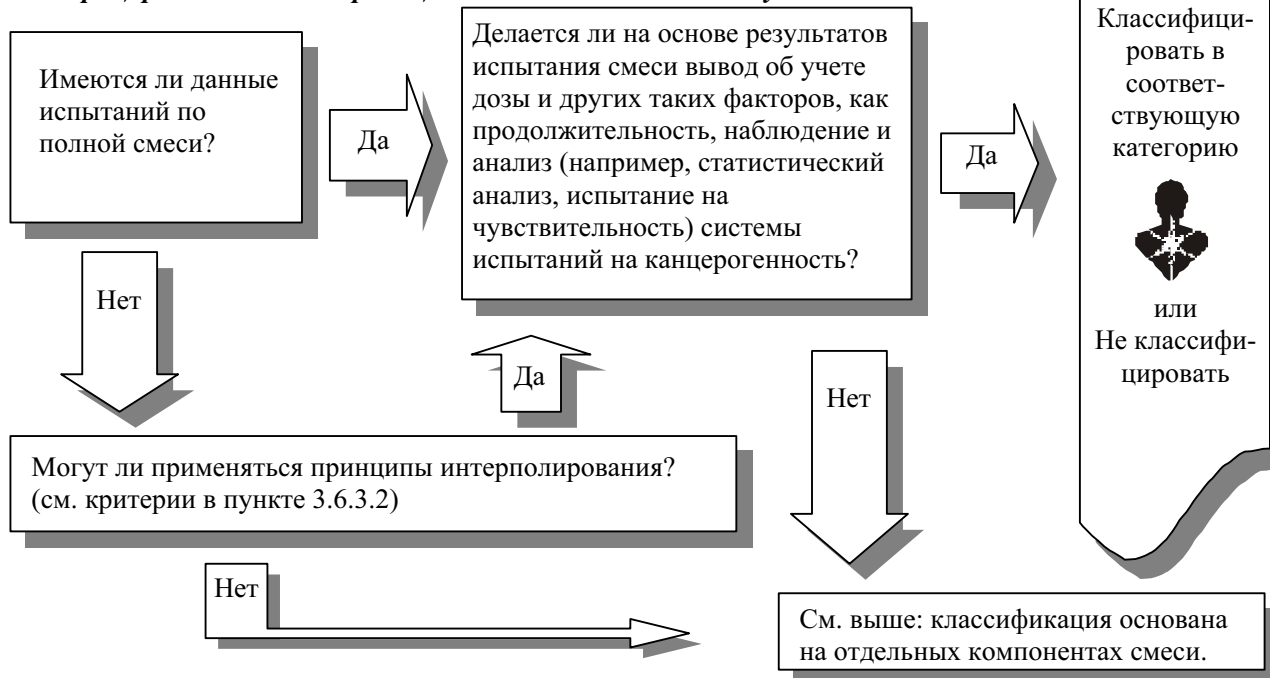 Имеются ли данные
испытаний по
полной смеси?
Да
Делается ли на основе результатов
испытания смеси вывод об учете
дозы и других таких факторов, как
продолжительность, наблюдение и
анализ (например, статистический
анализ, испытание на
чувствительность) системы
испытаний на канцерогенность?
Да
Классифици-
ровать в
соответ-
ствующую
категорию
или
Не классифи-
цировать
Нет
Да
Нет
Могут ли применяться принципы интерполирования?
(см. критерии в пункте 3.6.3.2)
Нет
См. выше: классификация основана
на отдельных компонентах смеси.